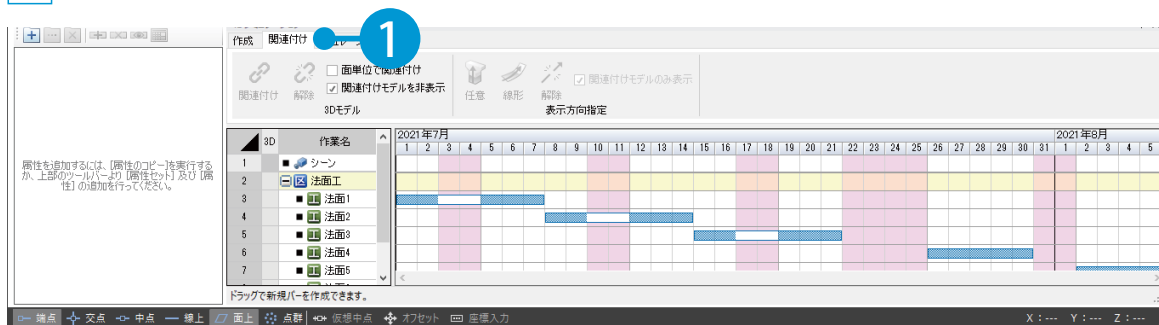 作成 関連付け
1
関連付け 解除
面単位で関連付け
関連付けモデルを非表示
3Dモデル
任意 線形 解除
関連付けモデルのみ表示
表示方向指定
属性を追加するには、[属性のコピー]を実行する
か、上部のツールバーより [属性セット] 及び [属
性] の追加を行ってください。
3D 作業名 2021年7月 2021年8月
1 2 3 4 5 6 7 8 9 10 11 12 13 14 15 16 17 18 19 20 21 22 23 24 25 26 27 28 29 30 31 1 2 3 4 5
1 シーン
2 法面工
3 法面1
4 法面2
5 法面3
6 法面4
7 法面5
ドラッグで新規バーを作成できます。
端点 交点 中点 線上 面上 点群 仮想中点 オフセット 座標入力 X : --- Y : --- Z : ---